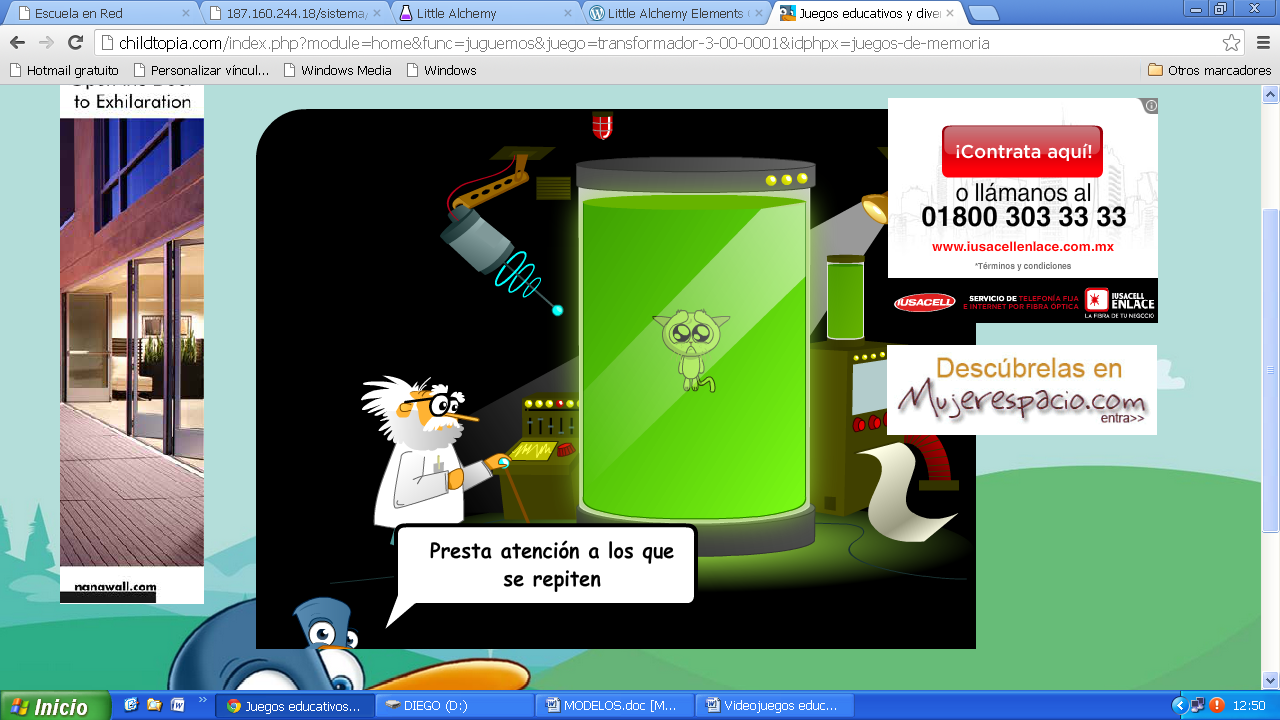 Escuela en Red
187.160.244.18/sistema/
Little Alchemy
Little Alchemy Elements
Juegos educativos y diver
childtopia.com/index.php?module=home&func=juguemos&juego=transformador-3-00-0001&idphpx=juegos-de-memoria
Hotmail gratuito
Personalizar víncul...
Windows Media
Windows
Otros marcadores
to Exhilaration
nanawall.com
¡Contrata aquí!
o llámanos al
01800 303 33 33
www.iusacellenlace.com.mx
*Términos y condiciones
IUSACELL
SERVICIO DE TELEFONÍA FIJA
E INTERNET POR FIBRA ÓPTICA
IUSACELL
ENLACE
LA FIBRA DE TU NEGOCIO
Descúbrelas en
Mujerespacio.com
entra>>
Presta atención a los que
se repiten
Inicio
Juegos educativos...
DIEGO (D:)
MODELOS.doc [M...
Videojuegos educ...
12:50